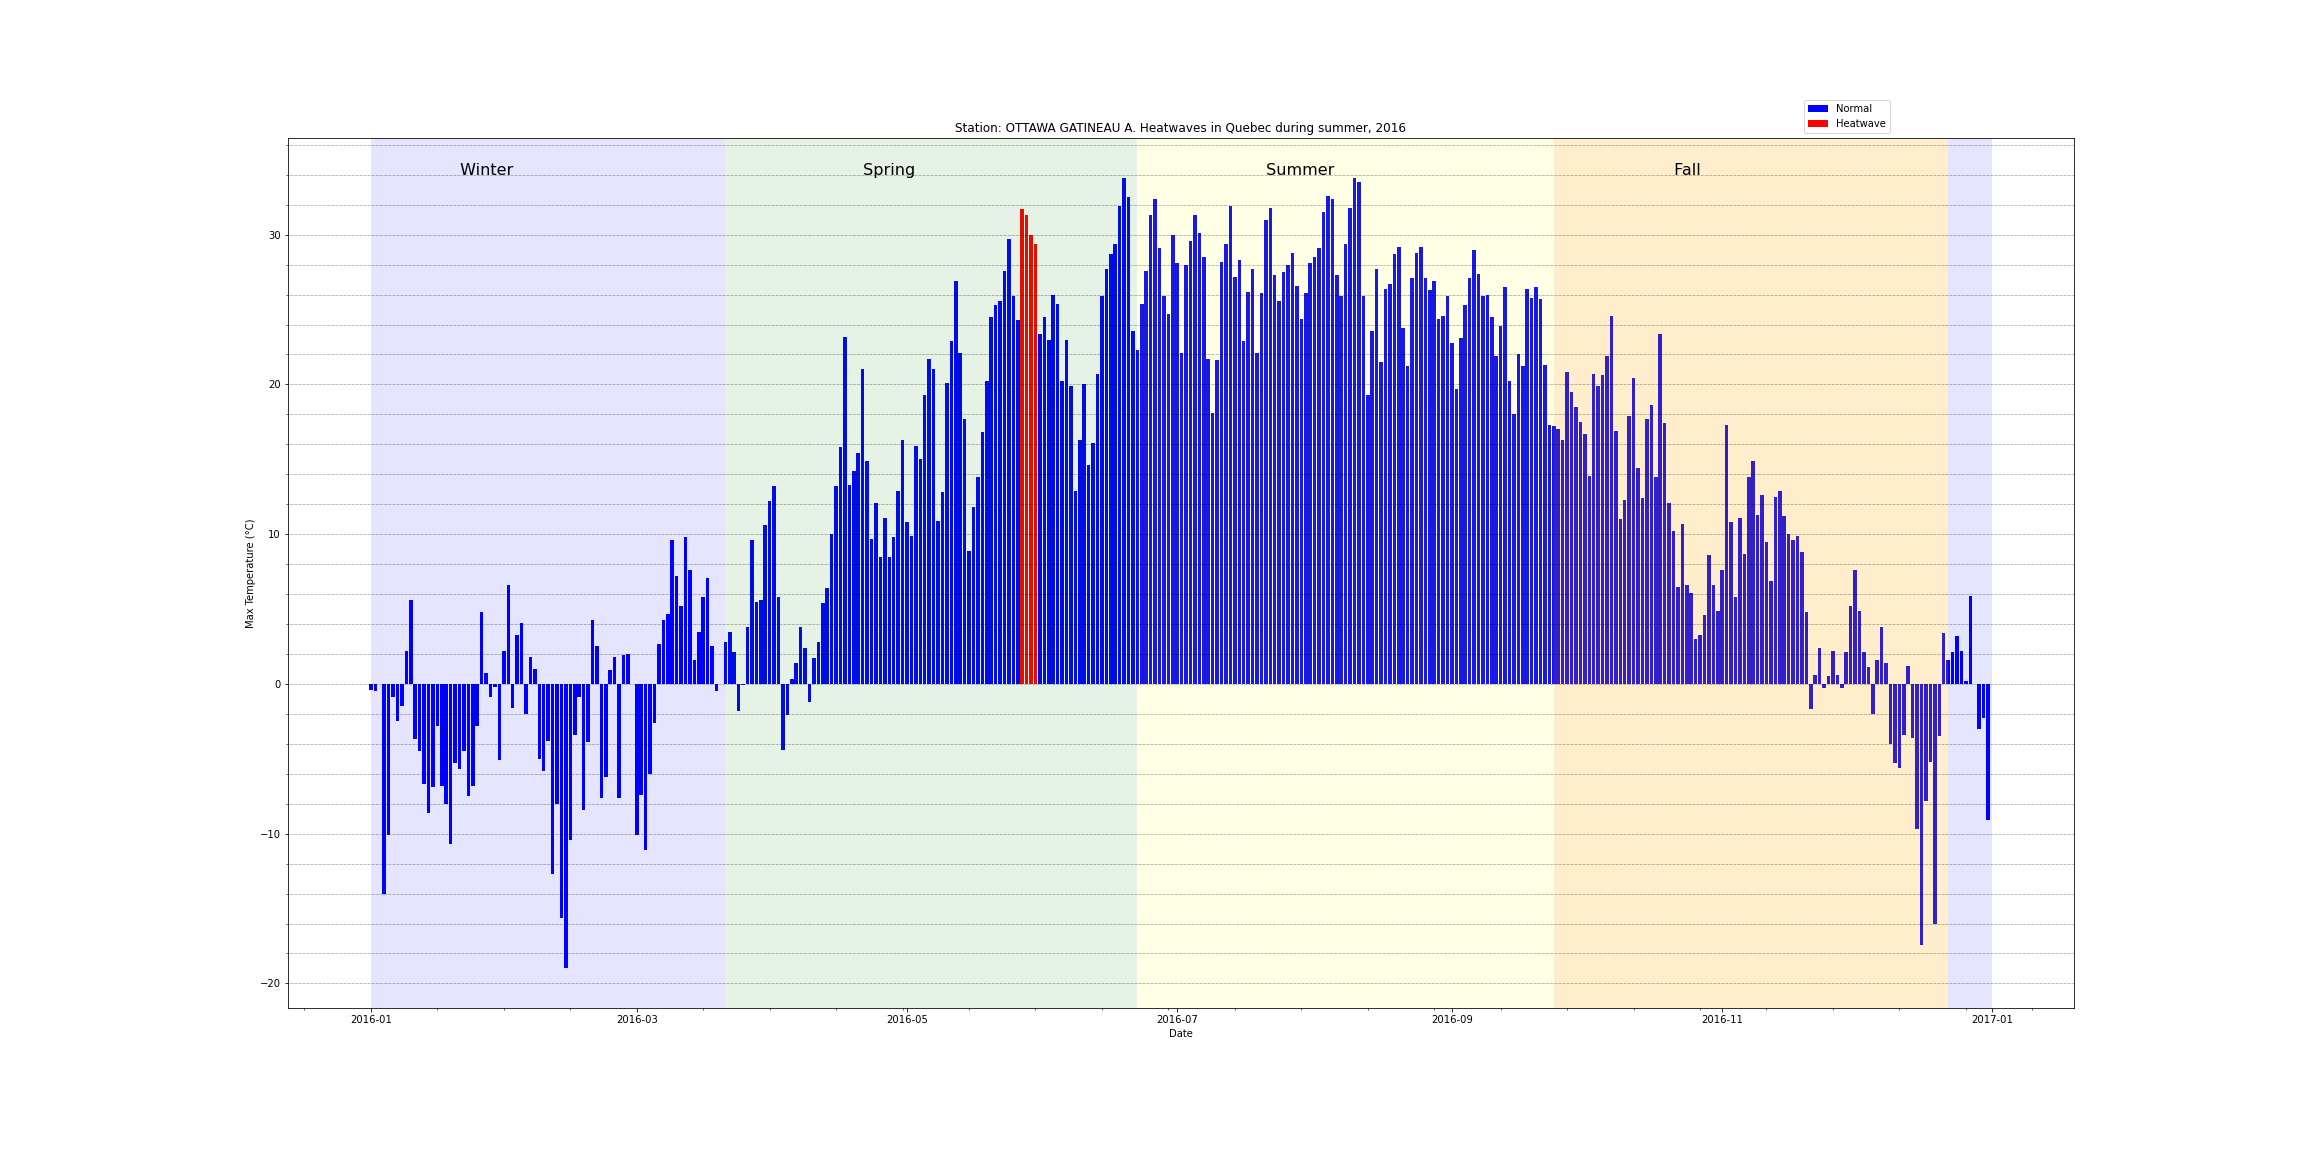 Normal
Heatwave
Station: OTTAWA GATINEAU A. Heatwaves in Quebec during summer, 2016
Winter
Spring
Summer
Fall
30
20
10
0
−10
−20
Max Temperature (°C)
2016-01
2016-03
2016-05
2016-07
2016-09
2016-11
2017-01
Date